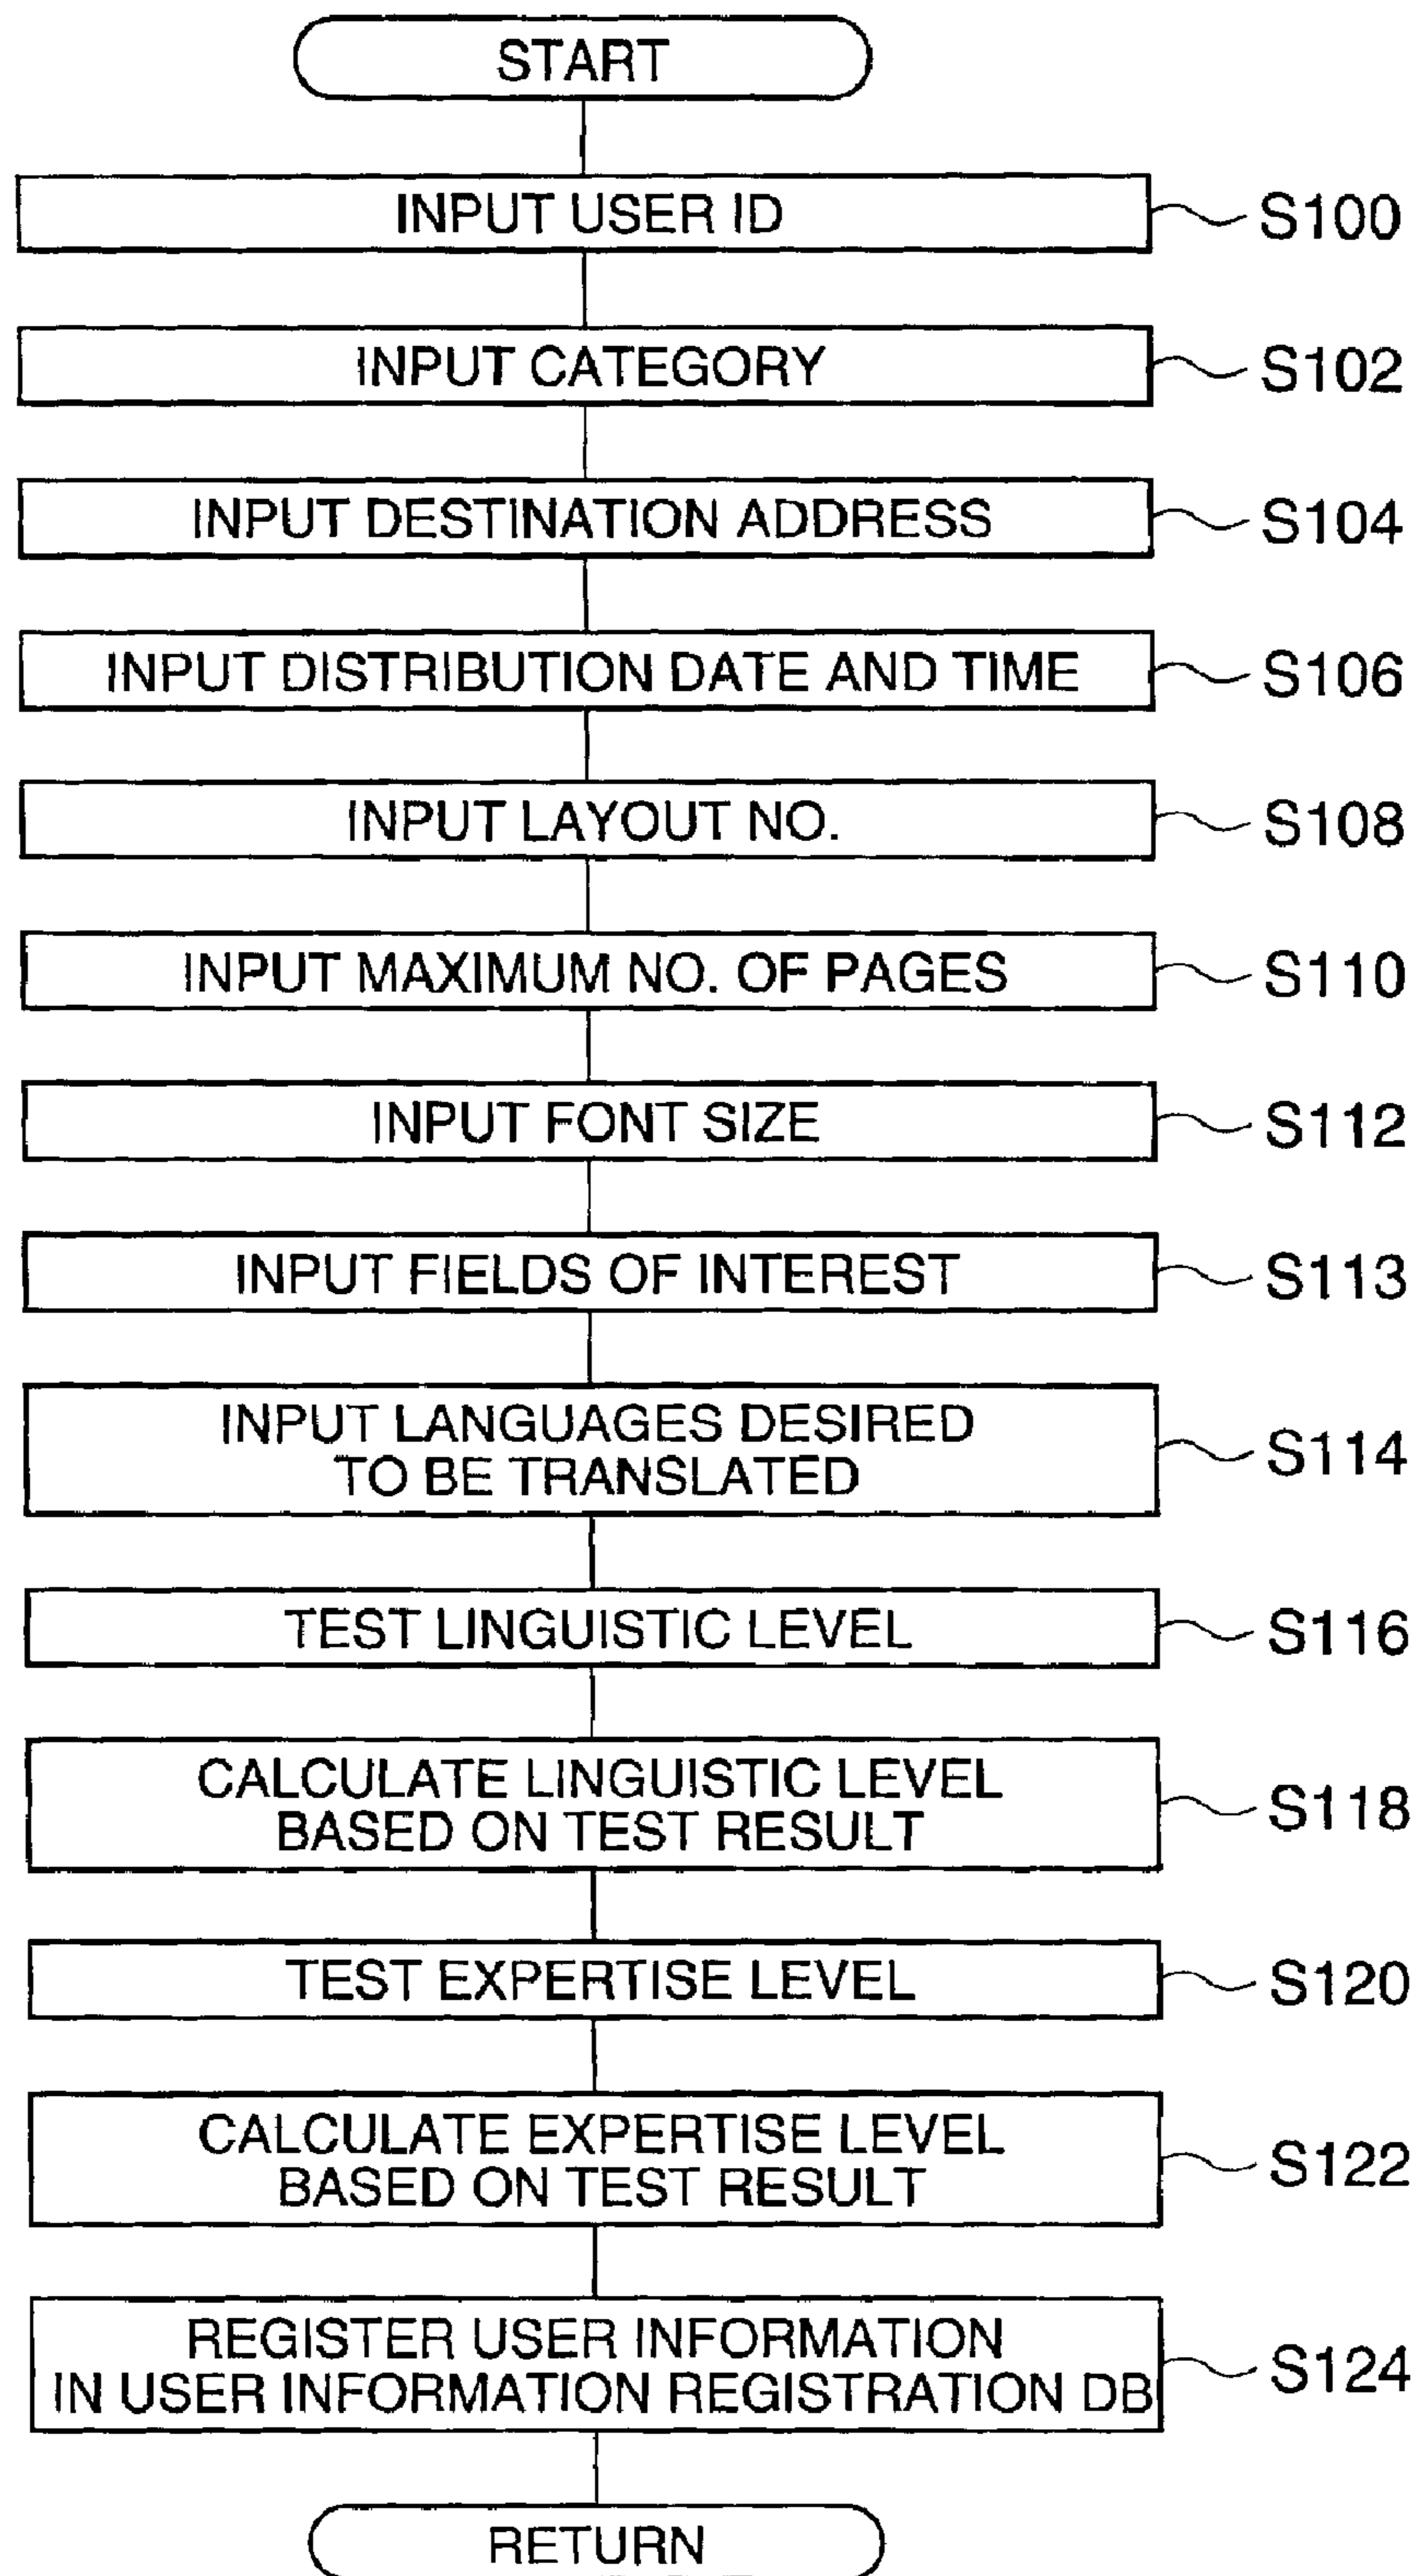 START
INPUT USER ID
S100
INPUT CATEGORY
S102
INPUT DESTINATION ADDRESS
S104
INPUT DISTRIBUTION DATE AND TIME
S106
INPUT LAYOUT NO.
S108
INPUT MAXIMUM NO. OF PAGES
S110
INPUT FONT SIZE
S112
INPUT FIELDS OF INTEREST
S113
INPUT LANGUAGES DESIRED
TO BE TRANSLATED
S114
TEST LINGUISTIC LEVEL
S116
CALCULATE LINGUISTIC LEVEL
BASED ON TEST RESULT
S118
TEST EXPERTISE LEVEL
S120
CALCULATE EXPERTISE LEVEL
BASED ON TEST RESULT
S122
REGISTER USER INFORMATION
IN USER INFORMATION REGISTRATION DB
S124
RETURN